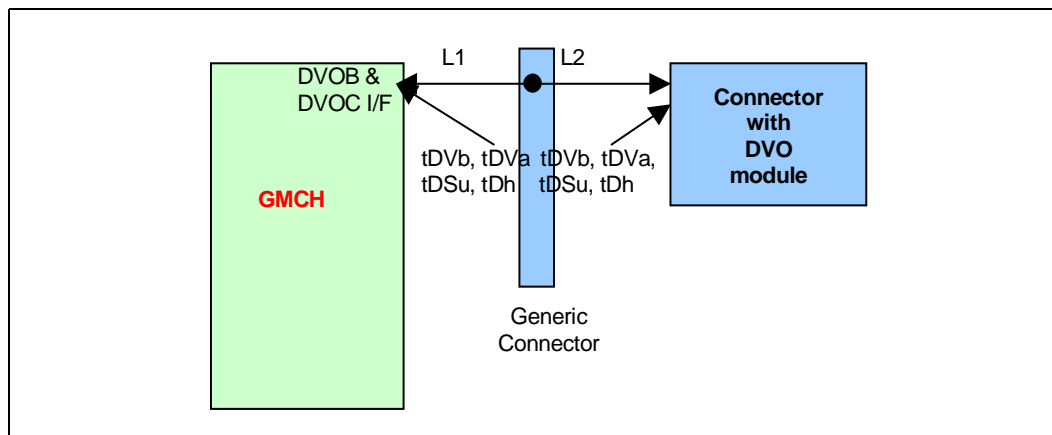 L1
L2
DVOB &
DVOC I/F
Connector
with
DVO
module
tDVb, tDVa
tDSu, tDh
tDVb, tDVa,
tDSu, tDh
GMCH
Generic
Connector